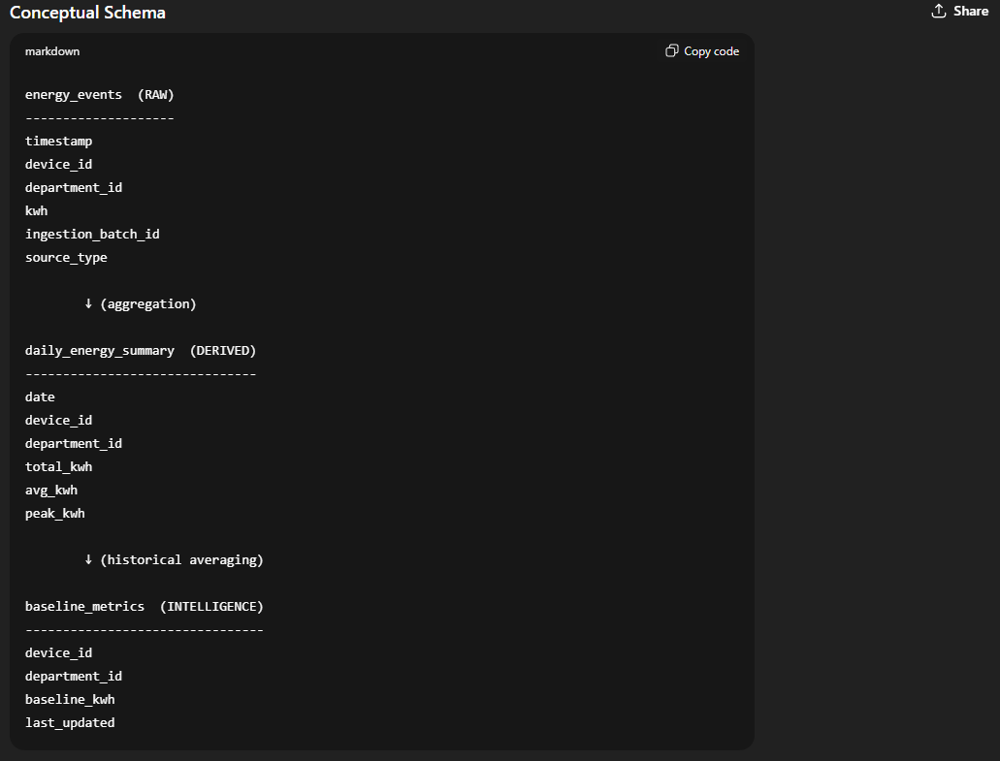 Conceptual Schema
Share
markdown
Copy code
energy_events  (RAW)
--------------------
timestamp
device_id
department_id
kwh
ingestion_batch_id
source_type
↓ (aggregation)
daily_energy_summary  (DERIVED)
-------------------------------
date
device_id
department_id
total_kwh
avg_kwh
peak_kwh
↓ (historical averaging)
baseline_metrics  (INTELLIGENCE)
--------------------------------
device_id
department_id
baseline_kwh
last_updated